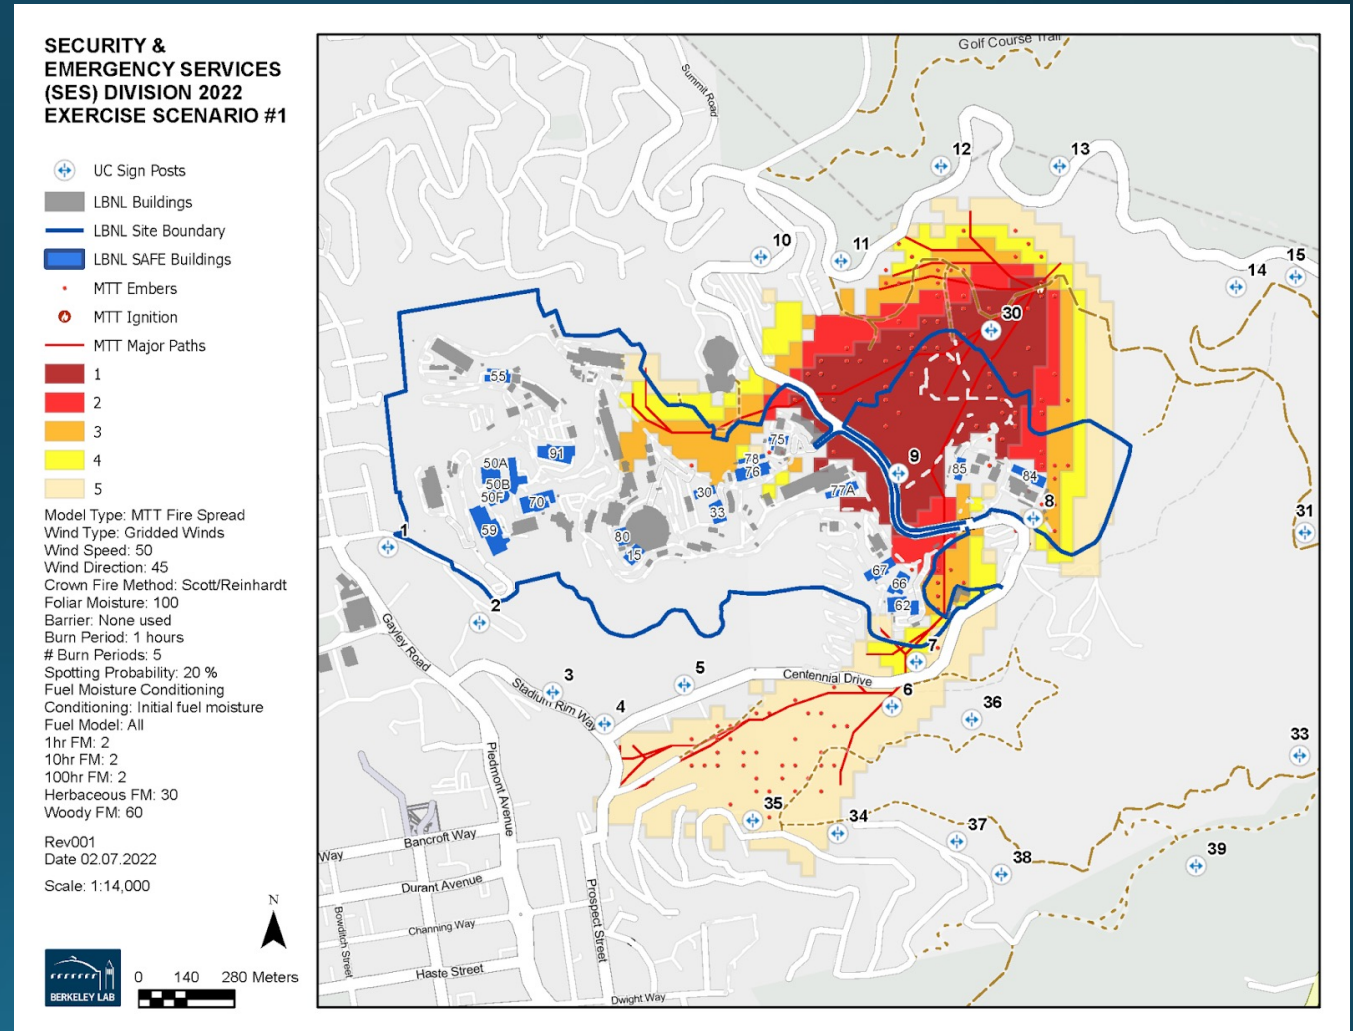 SECURITY &
EMERGENCY SERVICES
(SES) DIVISION 2022
EXERCISE SCENARIO #1
UC Sign Posts
LBNL Buildings
LBNL Site Boundary
LBNL SAFE Buildings
MTT Embers
MTT Ignition
MTT Major Paths
1
2
3
4
5
Model Type: MTT Fire Spread
Wind Type: Gridded Winds
Wind Speed: 50
Wind Direction: 45
Crown Fire Method: Scott/Reinhardt
Foliar Moisture: 100
Barrier: None used
Burn Period: 1 hours
# Burn Periods: 5
Spotting Probability: 20 %
Fuel Moisture Conditioning
Conditioning: Initial fuel moisture
Fuel Model: All
1hr FM: 2
10hr FM: 2
100hr FM: 2
Herbaceous FM: 30
Woody FM: 60
Rev001
Date 02.07.2022
Scale: 1:14,000
N
BERKELEY LAB
0 140 280 Meters
Golf Course Trail
Summit Road
12
13
10
11
14
15
30
55
75
9
91
78
76
85
84
50A
50B
50F
70
30
77A
33
8
31
59
80
15
1
67
66
62
2
7
Gayley Road
3
5
Centennial Drive
6
Stadium Rim Way
4
36
33
Piedmont Avenue
35
34
37
38
39
Way
Bancroft Way
Durant Avenue
Bowditch Street
Channing Way
Prospect Street
Haste Street
Dwight Way